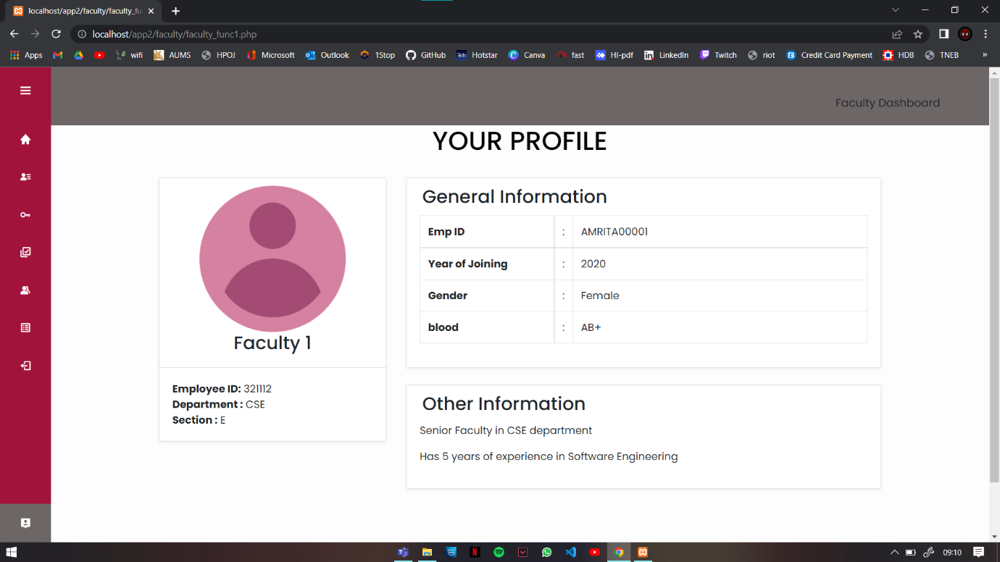 localhost/app2/faculty/faculty_fu
localhost/app2/faculty/faculty_func1.php
Apps wifi AUMS HPOJ Microsoft Outlook 1Stop GitHub Hotstar Canva fast HI-pdf LinkedIn Twitch riot Credit Card Payment HDB TNEB »
Faculty Dashboard
YOUR PROFILE
Faculty 1
Employee ID: 321112
Department : CSE
Section : E
General Information
Emp ID : AMRITA00001
Year of Joining : 2020
Gender : Female
blood : AB+
Other Information
Senior Faculty in CSE department
Has 5 years of experience in Software Engineering
09:10